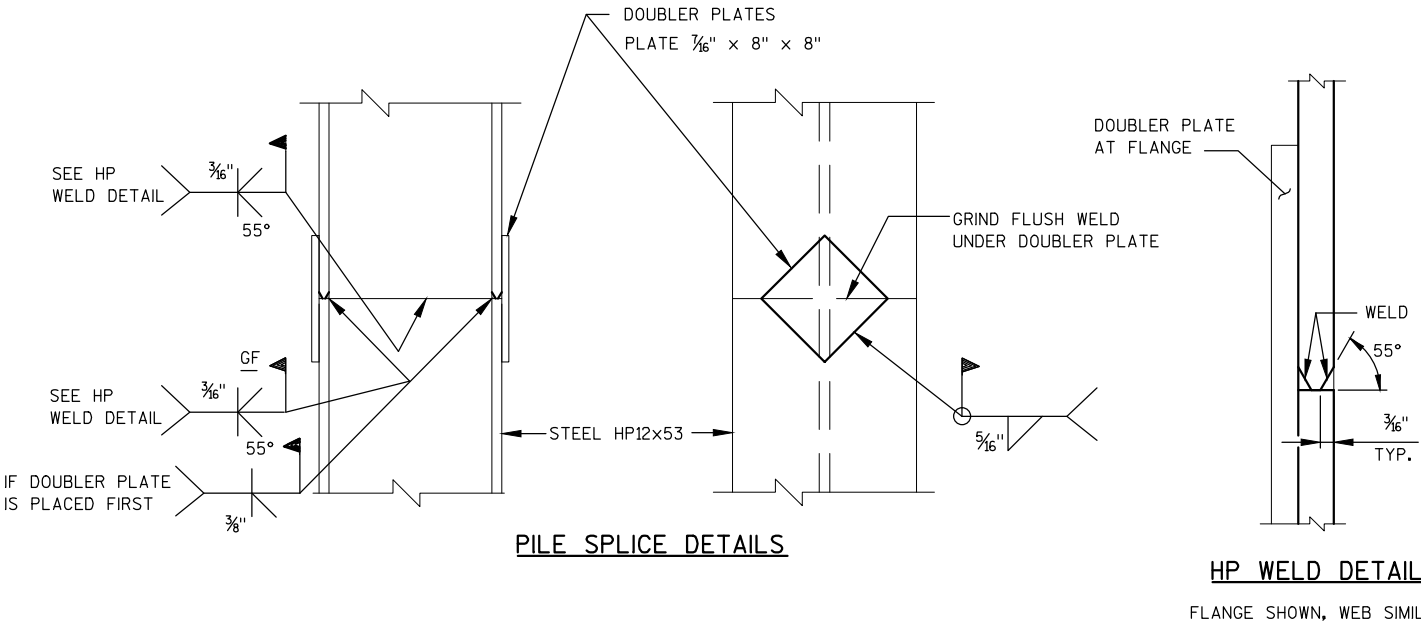 DOUBLER PLATES
PLATE 7/16" × 8" × 8"
SEE HP
WELD DETAIL
3/16"
55°
DOUBLER PLATE
AT FLANGE
GRIND FLUSH WELD
UNDER DOUBLER PLATE
WELD
55°
3/16"
TYP.
GF
SEE HP
WELD DETAIL
3/16"
55°
STEEL HP12x53
5/16"
IF DOUBLER PLATE
IS PLACED FIRST
3/8"
PILE SPLICE DETAILS
HP WELD DETAIL
FLANGE SHOWN, WEB SIMIL